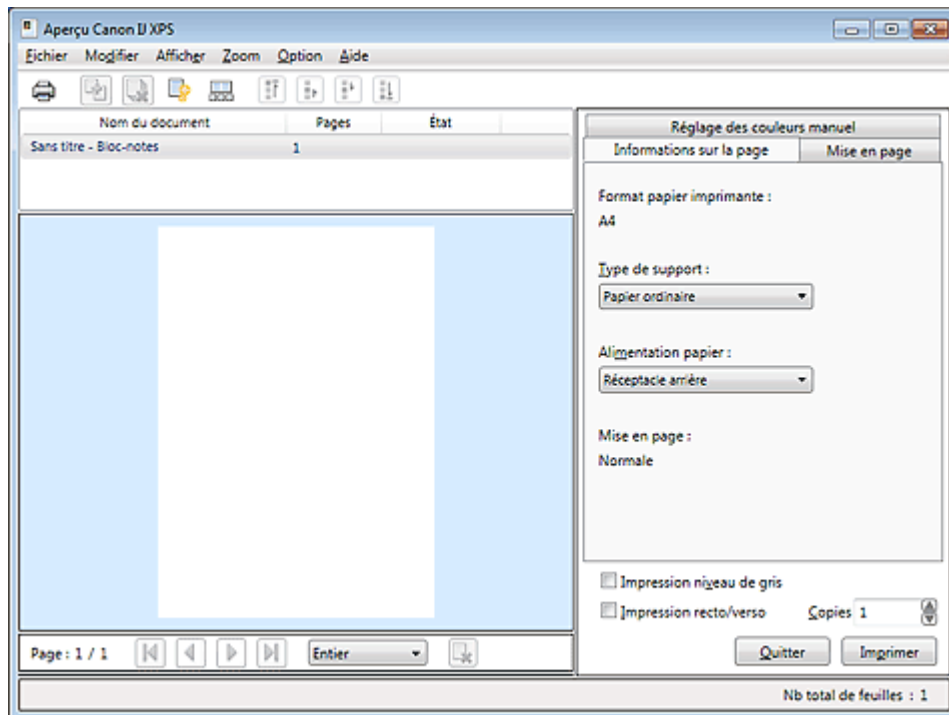 Aperçu Canon IJ XPS
Fichier Modifier Afficher Zoom Option Aide
Nom du document Pages État
Sans titre - Bloc-notes 1
Réglage des couleurs manuel
Informations sur la page Mise en page
Format papier imprimante :
A4
Type de support :
Papier ordinaire
Alimentation papier :
Réceptacle arrière
Mise en page :
Normale
Impression niveau de gris
Impression recto/verso Copies 1
Page : 1 / 1 Entier
Quitter Imprimer
Nb total de feuilles : 1